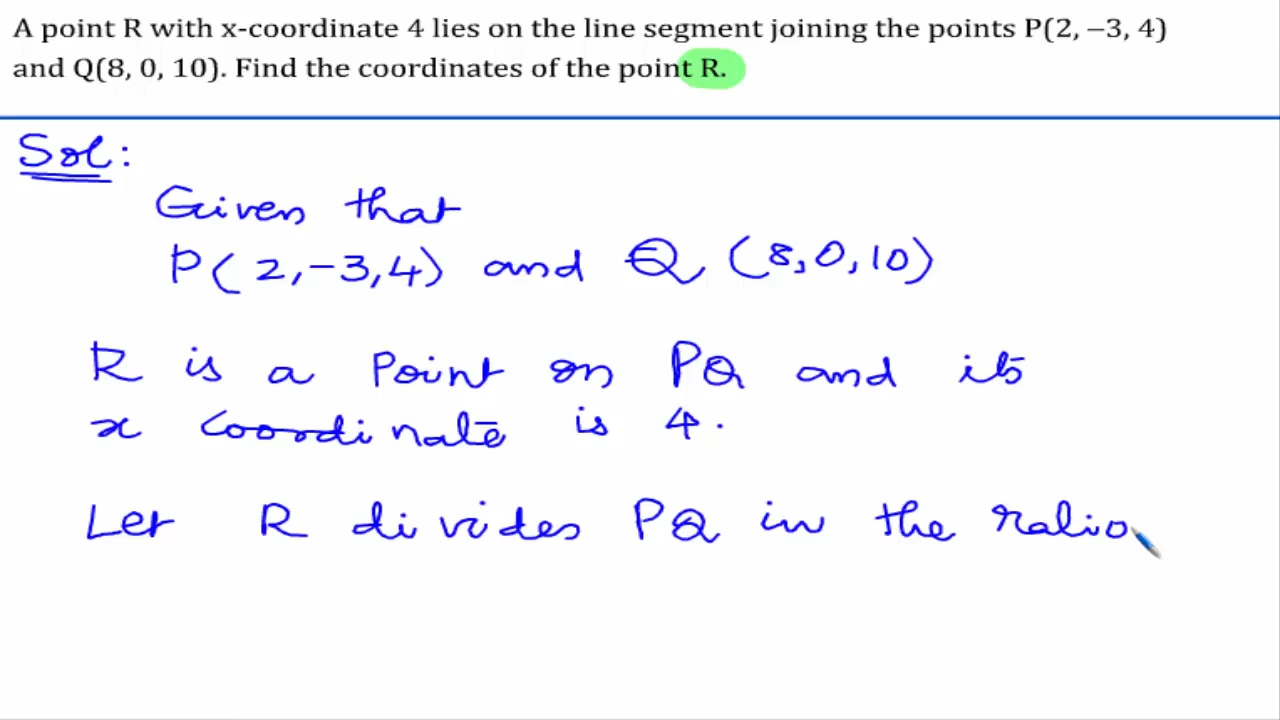 A point R with x-coordinate 4 lies on the line segment joining the points P(2, −3, 4)
and Q(8, 0, 10). Find the coordinates of the point R.
Sol:
Given that
P(2,-3,4) and Q (8,0,10)
R is a Point on PQ and its
x coordinate is 4.
Let R divides PQ in the ratio